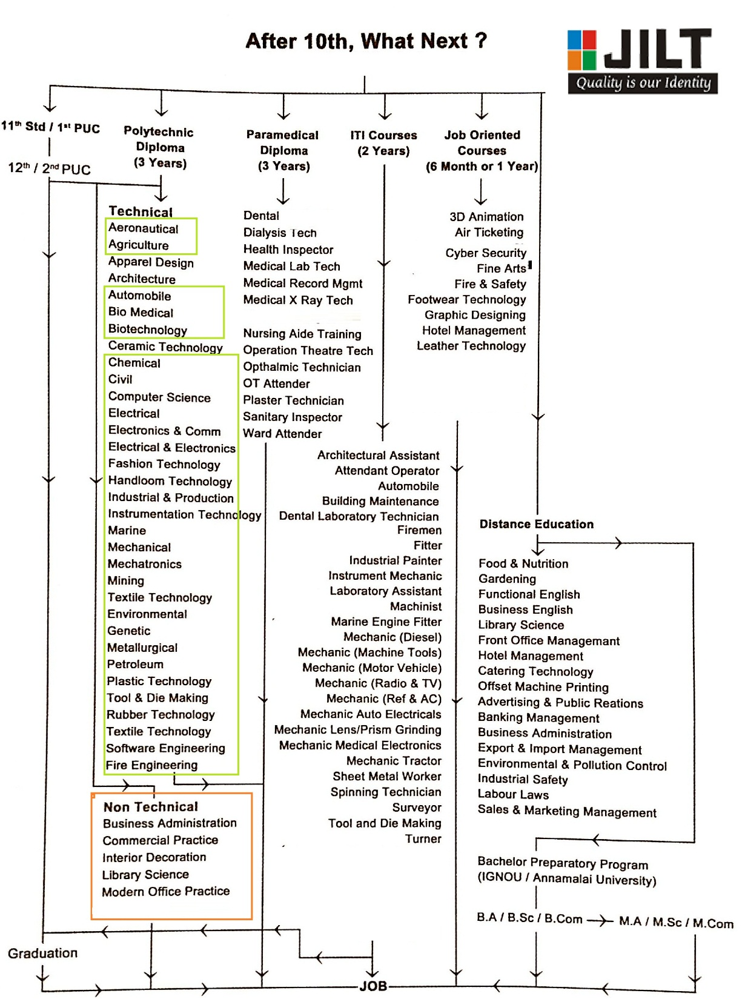 After 10th, What Next ?
JILT
Quality is our Identity
11th Std / 1st PUC
12th / 2nd PUC
Polytechnic
Diploma
(3 Years)
Technical
Aeronautical
Agriculture
Apparel Design
Architecture
Automobile
Bio Medical
Biotechnology
Ceramic Technology
Chemical
Civil
Computer Science
Electrical
Electronics & Comm
Electrical & Electronics
Fashion Technology
Handloom Technology
Industrial & Production
Instrumentation Technology
Marine
Mechanical
Mechatronics
Mining
Textile Technology
Environmental
Genetic
Metallurgical
Petroleum
Plastic Technology
Tool & Die Making
Rubber Technology
Textile Technology
Software Engineering
Fire Engineering
Non Technical
Business Administration
Commercial Practice
Interior Decoration
Library Science
Modern Office Practice
Paramedical
Diploma
(3 Years)
Dental
Dialysis Tech
Health Inspector
Medical Lab Tech
Medical Record Mgmt
Medical X Ray Tech
Nursing Aide Training
Operation Theatre Tech
Opthalmic Technician
OT Attender
Plaster Technician
Sanitary Inspector
Ward Attender
ITI Courses
(2 Years)
Architectural Assistant
Attendant Operator
Automobile
Building Maintenance
Dental Laboratory Technician
Firemen
Fitter
Industrial Painter
Instrument Mechanic
Laboratory Assistant
Machinist
Marine Engine Fitter
Mechanic (Diesel)
Mechanic (Machine Tools)
Mechanic (Motor Vehicle)
Mechanic (Radio & TV)
Mechanic (Ref & AC)
Mechanic Auto Electricals
Mechanic Lens/Prism Grinding
Mechanic Medical Electronics
Mechanic Tractor
Sheet Metal Worker
Spinning Technician
Surveyor
Tool and Die Making
Turner
Job Oriented
Courses
(6 Month or 1 Year)
3D Animation
Air Ticketing
Cyber Security
Fine Arts
Fire & Safety
Footwear Technology
Graphic Designing
Hotel Management
Leather Technology
Distance Education
Food & Nutrition
Gardening
Functional English
Business English
Library Science
Front Office Managemant
Hotel Management
Catering Technology
Offset Machine Printing
Advertising & Public Reations
Banking Management
Business Administration
Export & Import Management
Environmental & Pollution Control
Industrial Safety
Labour Laws
Sales & Marketing Management
Bachelor Preparatory Program
(IGNOU / Annamalai University)
B.A / B.Sc / B.Com
M.A / M.Sc / M.Com
Graduation
JOB